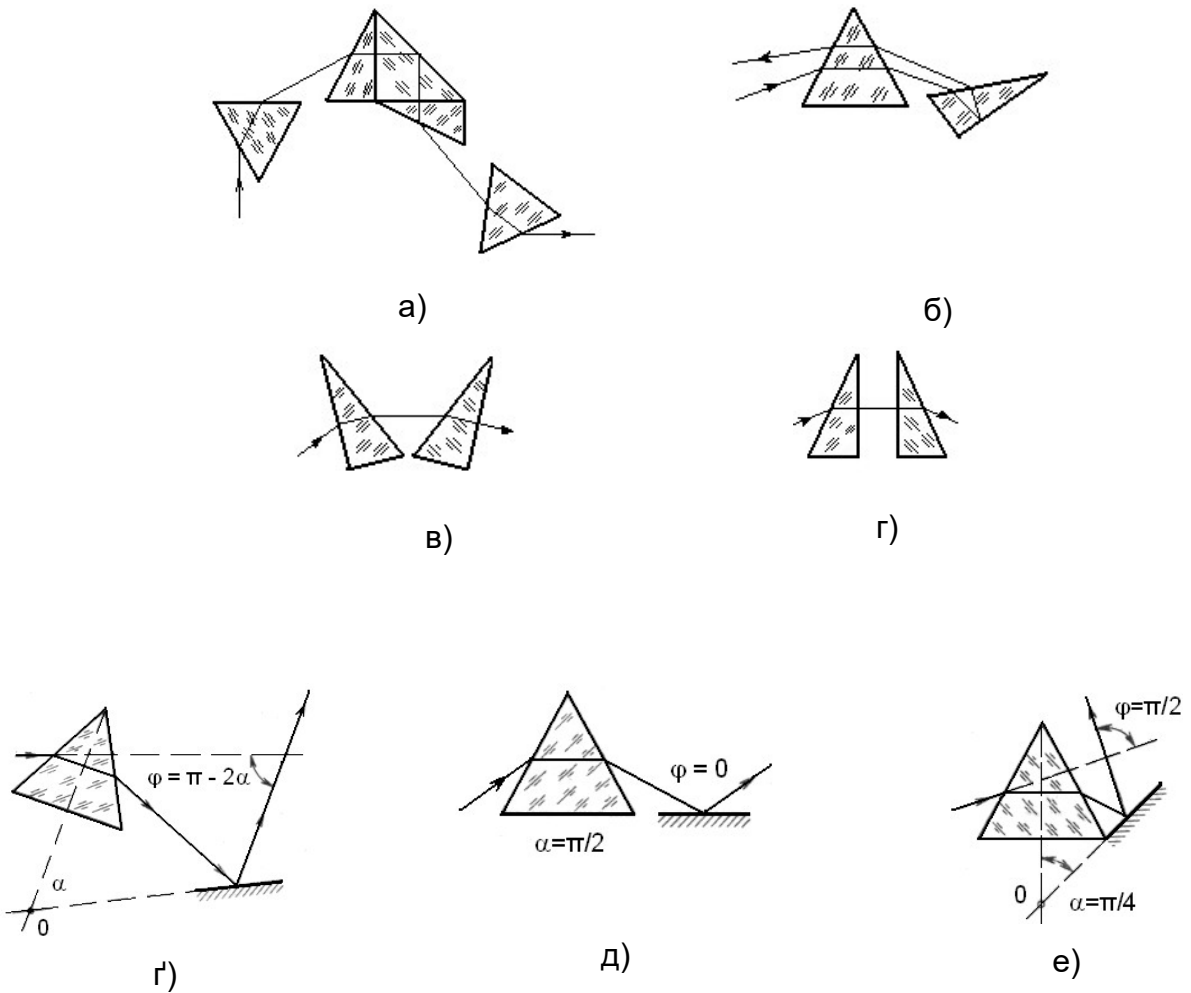 а)
б)
в)
г)
φ = π - 2α
α
0
ґ)
φ = 0
α=π/2
д)
φ=π/2
0
α=π/4
е)